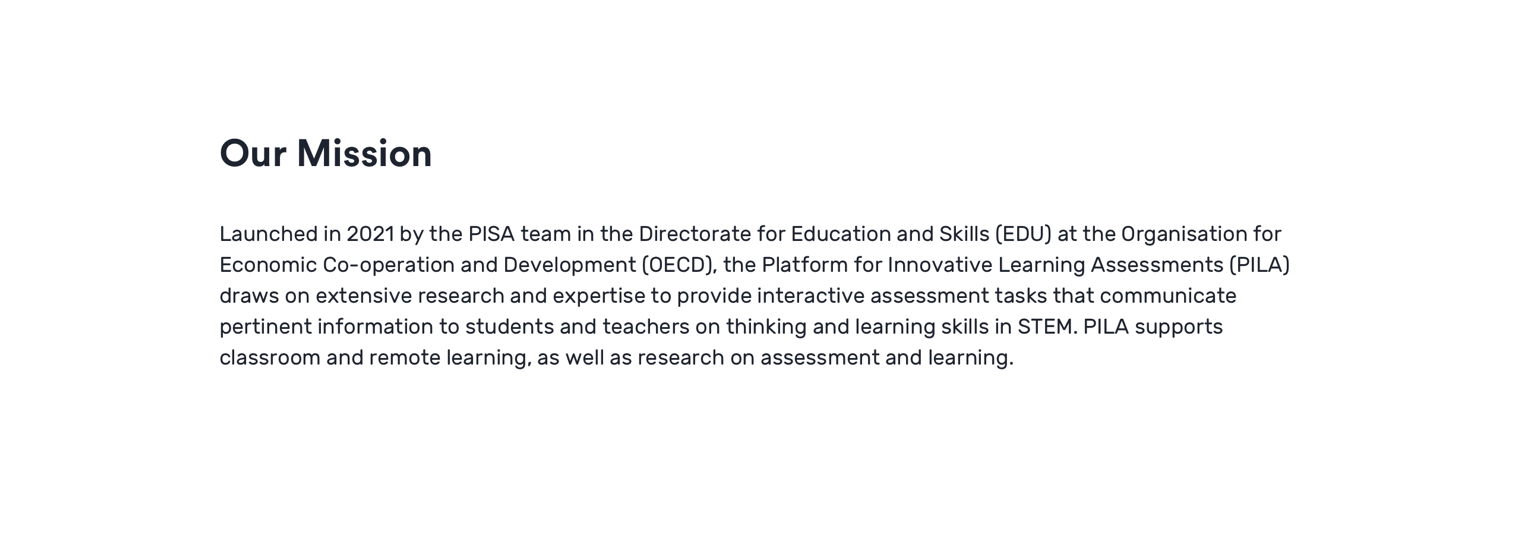 Our Mission
Launched in 2021 by the PISA team in the Directorate for Education and Skills (EDU) at the Organisation for
Economic Co-operation and Development (OECD), the Platform for Innovative Learning Assessments (PILA)
draws on extensive research and expertise to provide interactive assessment tasks that communicate
pertinent information to students and teachers on thinking and learning skills in STEM. PILA supports
classroom and remote learning, as well as research on assessment and learning.